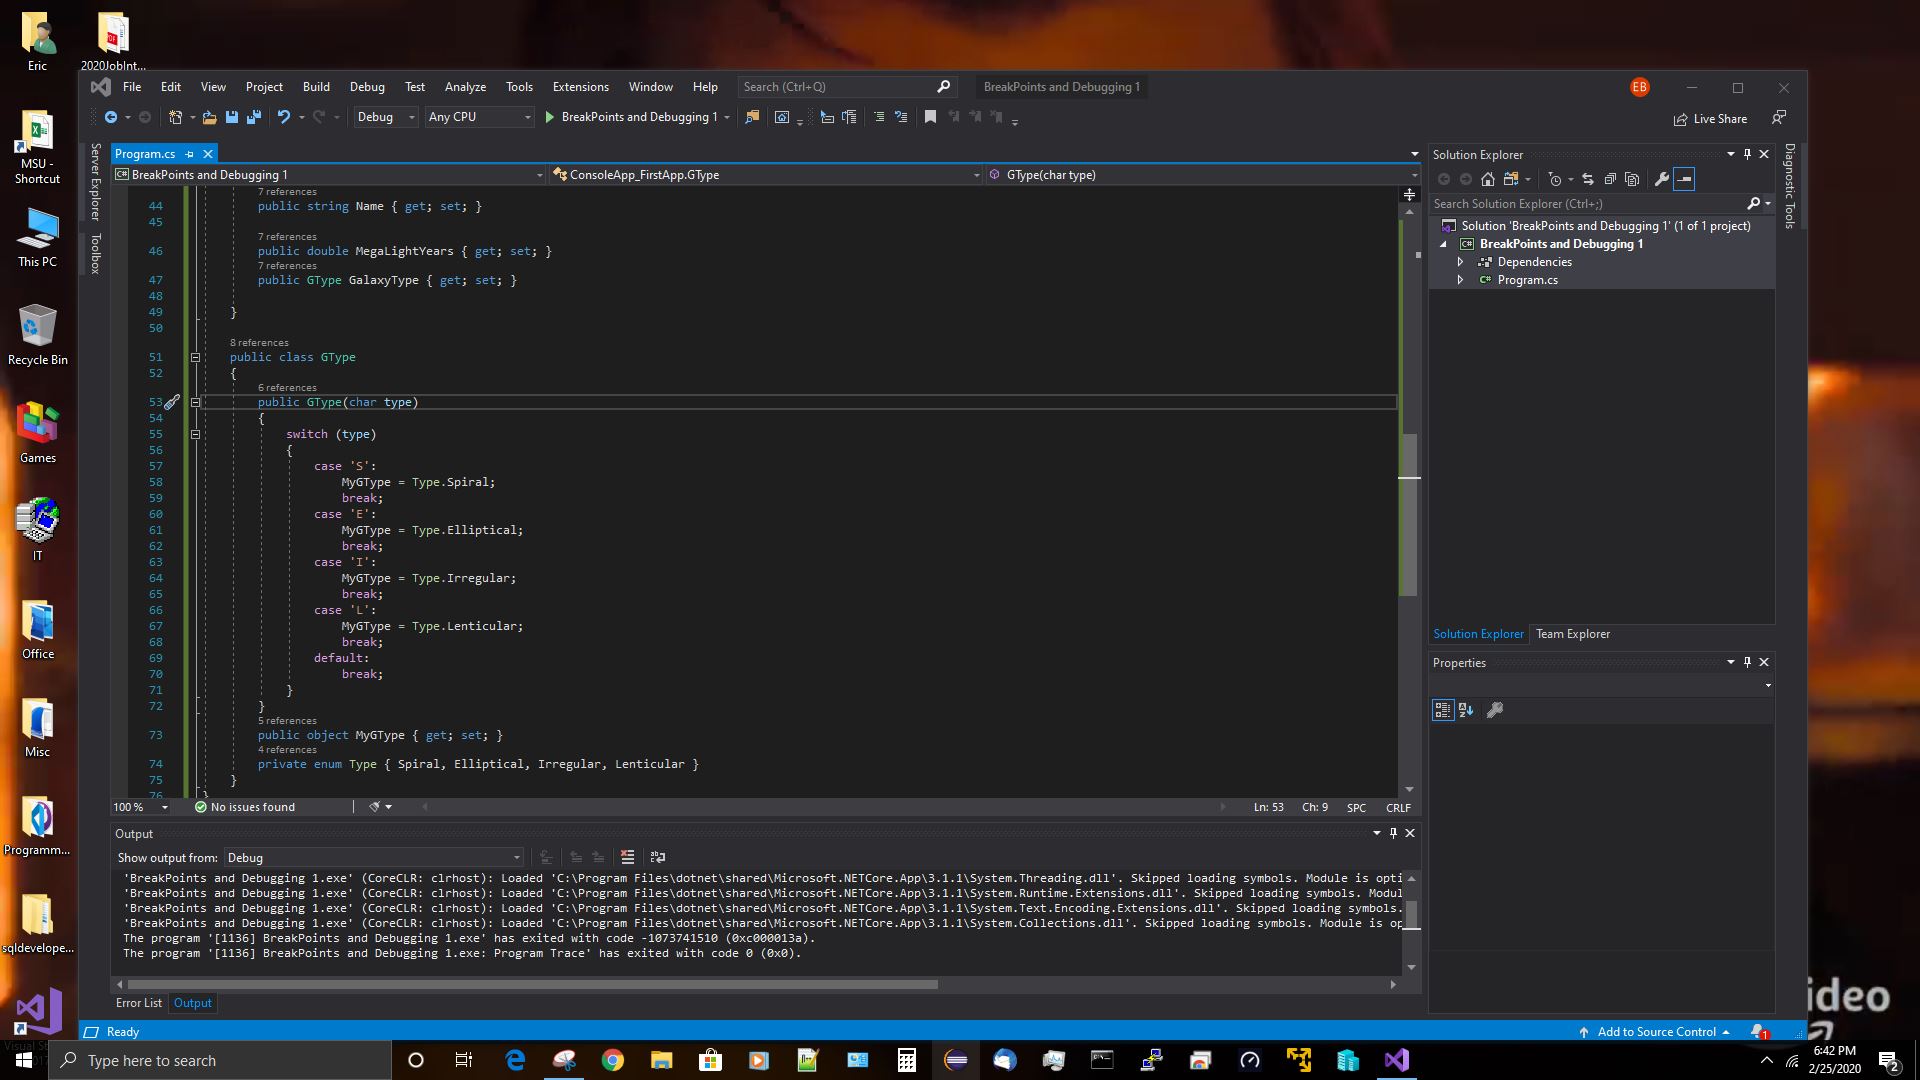 Eric
2020JobInt...
File Edit View Project Build Debug Test Analyze Tools Extensions Window Help Search (Ctrl+Q) BreakPoints and Debugging 1 EB
Debug Any CPU BreakPoints and Debugging 1 Live Share
MSU -
Shortcut
This PC
Recycle Bin
Games
IT
Office
Misc
Programm...
sqldevelope...
Server Explorer
Toolbox
Program.cs
BreakPoints and Debugging 1 ConsoleApp_FirstApp.GType GType(char type)
7 references
44 public string Name { get; set; }
45
7 references
46 public double MegaLightYears { get; set; }
7 references
47 public GType GalaxyType { get; set; }
48
49 }
50
8 references
51 public class GType
52 {
6 references
53 public GType(char type)
54 {
55 switch (type)
56 {
57 case 'S':
58 MyGType = Type.Spiral;
59 break;
60 case 'E':
61 MyGType = Type.Elliptical;
62 break;
63 case 'I':
64 MyGType = Type.Irregular;
65 break;
66 case 'L':
67 MyGType = Type.Lenticular;
68 break;
69 default:
70 break;
71 }
72 }
5 references
73 public object MyGType { get; set; }
4 references
74 private enum Type { Spiral, Elliptical, Irregular, Lenticular }
75 }
76 }
100 % No issues found Ln: 53 Ch: 9 SPC CRLF
Output
Show output from: Debug
'BreakPoints and Debugging 1.exe' (CoreCLR: clrhost): Loaded 'C:\Program Files\dotnet\shared\Microsoft.NETCore.App\3.1.1\System.Threading.dll'. Skipped loading symbols. Module is opti
'BreakPoints and Debugging 1.exe' (CoreCLR: clrhost): Loaded 'C:\Program Files\dotnet\shared\Microsoft.NETCore.App\3.1.1\System.Runtime.Extensions.dll'. Skipped loading symbols. Modul
'BreakPoints and Debugging 1.exe' (CoreCLR: clrhost): Loaded 'C:\Program Files\dotnet\shared\Microsoft.NETCore.App\3.1.1\System.Text.Encoding.Extensions.dll'. Skipped loading symbols.
'BreakPoints and Debugging 1.exe' (CoreCLR: clrhost): Loaded 'C:\Program Files\dotnet\shared\Microsoft.NETCore.App\3.1.1\System.Collections.dll'. Skipped loading symbols. Module is op
The program '[1136] BreakPoints and Debugging 1.exe' has exited with code -1073741510 (0xc000013a).
The program '[1136] BreakPoints and Debugging 1.exe: Program Trace' has exited with code 0 (0x0).
Error List Output
Solution Explorer
Search Solution Explorer (Ctrl+;)
Solution 'BreakPoints and Debugging 1' (1 of 1 project)
BreakPoints and Debugging 1
Dependencies
Program.cs
Solution Explorer Team Explorer
Properties
Diagnostic Tools
ideo
Ready Add to Source Control 1
Type here to search
6:42 PM
2/25/2020
2